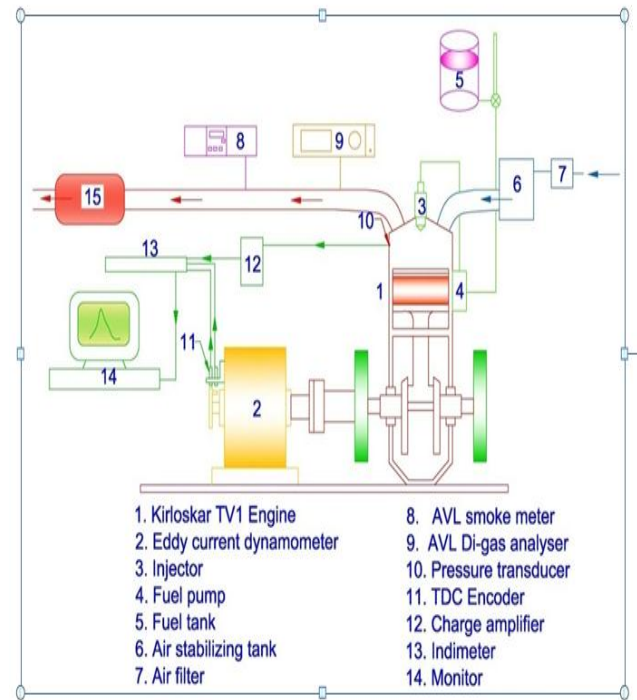 5
8
9
6
7
15
3
10
13
12
1
4
11
14
2
1. Kirloskar TV1 Engine
2. Eddy current dynamometer
3. Injector
4. Fuel pump
5. Fuel tank
6. Air stabilizing tank
7. Air filter
8. AVL smoke meter
9. AVL Di-gas analyser
10. Pressure transducer
11. TDC Encoder
12. Charge amplifier
13. Indimeter
14. Monitor